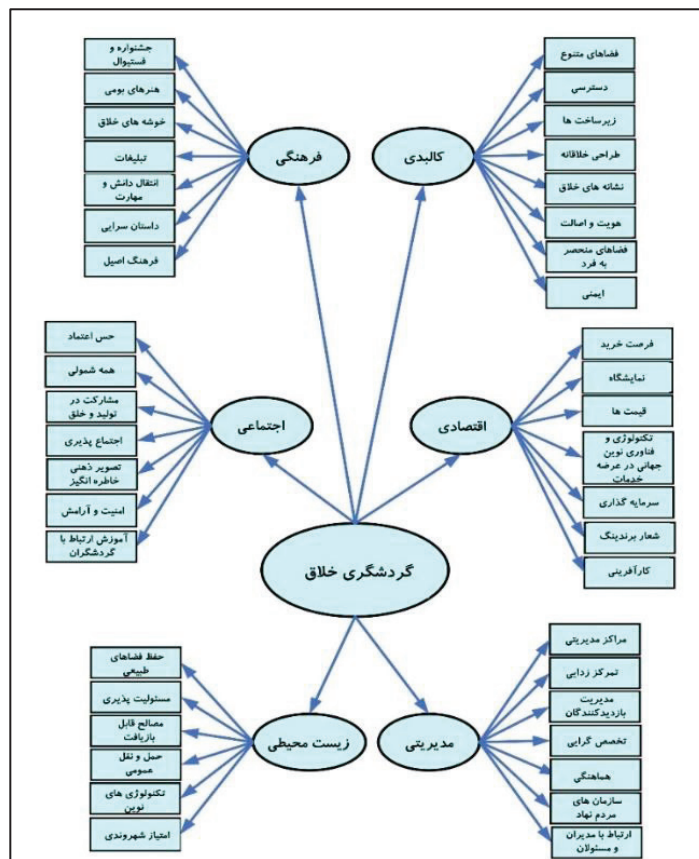 جشنواره و
فستیوال
هنرهای بومی
خوشه های خلاق
تبلیغات
انتقال دانش و
مهارت
داستان سرایی
فرهنگ اصیل
فرهنگی
فضاهای متنوع
دسترسی
زیرساخت ها
طراحی خلاقانه
نشانه های خلاق
هویت و اصالت
فضاهای منحصر
به فرد
ایمنی
کالبدی
حس اعتماد
همه شمولی
مشارکت در
تولید و خلق
اجتماع پذیری
تصویر ذهنی
خاطره انگیز
امنیت و آرامش
آموزش ارتباط با
گردشگران
اجتماعی
فرصت خرید
نمایشگاه
قیمت ها
تکنولوژی و
فناوری نوین
جهانی در عرضه
خدمات
سرمایه گذاری
شعار برندینگ
کارآفرینی
اقتصادی
گردشگری خلاق
حفظ فضاهای
طبیعی
مسئولیت پذیری
مصالح قابل
بازیافت
حمل و نقل
عمومی
تکنولوژی های
نوین
امتیاز شهروندی
زیست محیطی
مراکز مدیریتی
تمرکز زدایی
مدیریت
بازدیدکنندگان
تخصص گرایی
هماهنگی
سازمان های
مردم نهاد
ارتباط با مدیران
و مسئولان
مدیریتی